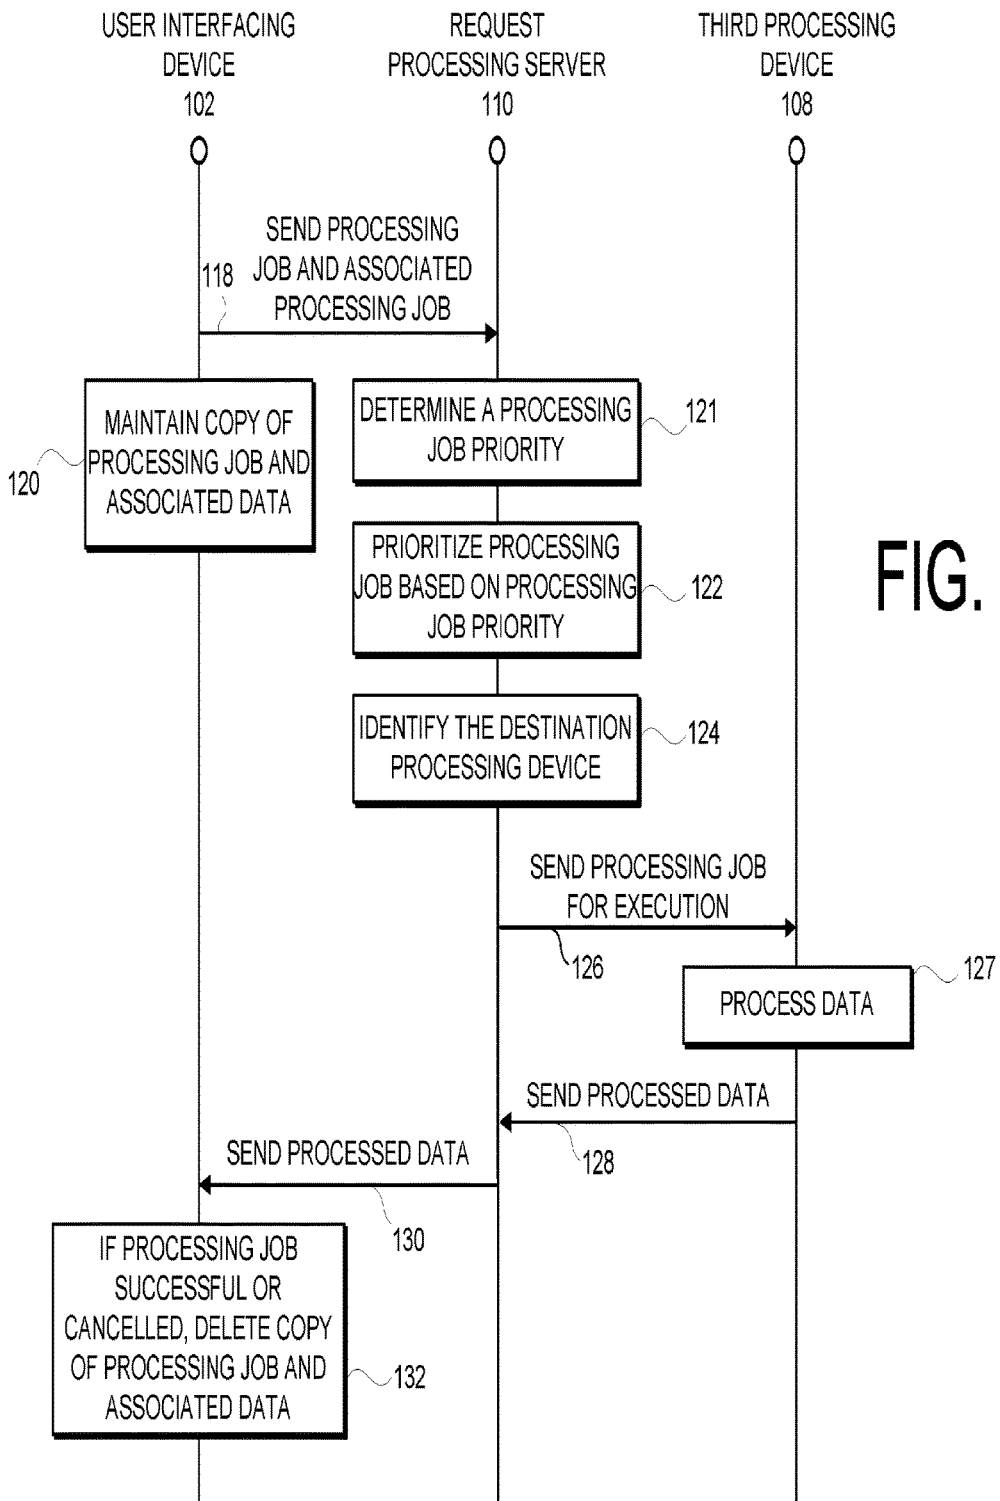 USER INTERFACING
DEVICE
102
REQUEST
PROCESSING SERVER
110
THIRD PROCESSING
DEVICE
108
SEND PROCESSING
JOB AND ASSOCIATED
PROCESSING JOB
118
MAINTAIN COPY OF
PROCESSING JOB AND
ASSOCIATED DATA
120
DETERMINE A PROCESSING
JOB PRIORITY
121
PRIORITIZE PROCESSING
JOB BASED ON PROCESSING
JOB PRIORITY
122
FIG.
IDENTIFY THE DESTINATION
PROCESSING DEVICE
124
SEND PROCESSING JOB
FOR EXECUTION
126
127
PROCESS DATA
SEND PROCESSED DATA
128
SEND PROCESSED DATA
130
IF PROCESSING JOB
SUCCESSFUL OR
CANCELLED, DELETE COPY
OF PROCESSING JOB AND
ASSOCIATED DATA
132